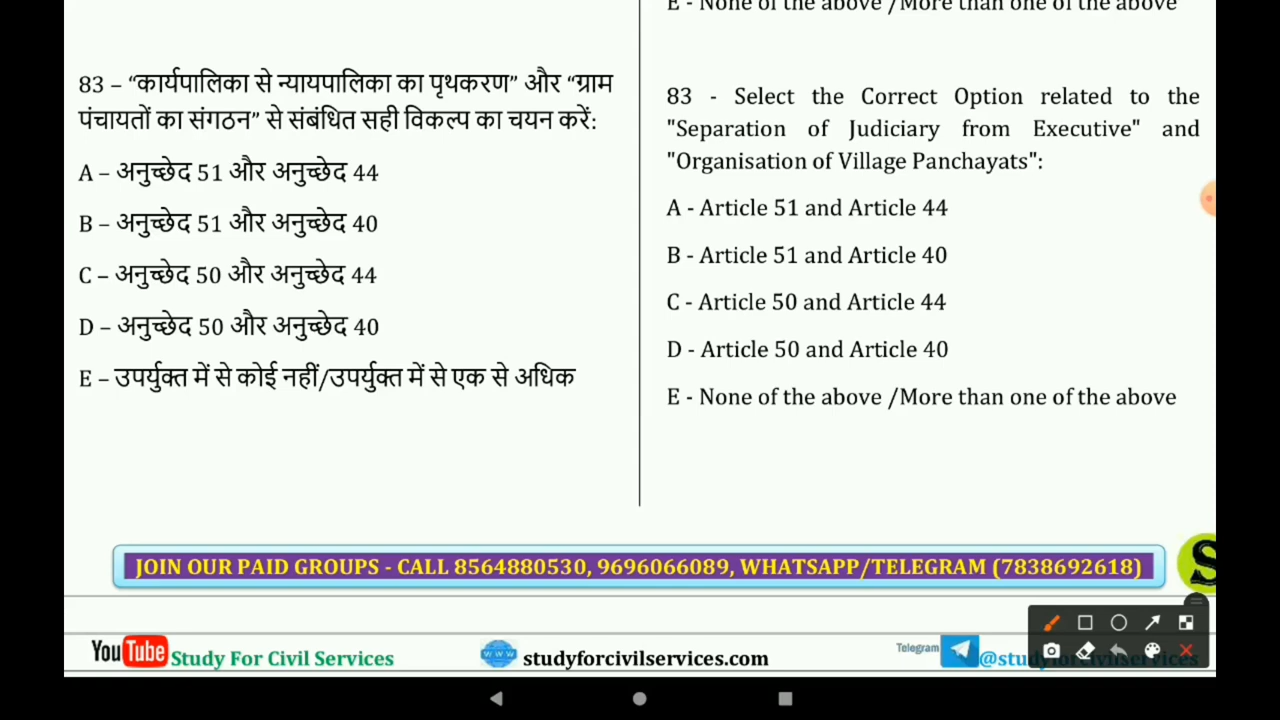 83 – “कार्यपालिका से न्यायपालिका का पृथकरण” और “ग्राम
पंचायतों का संगठन” से संबंधित सही विकल्प का चयन करें:
A – अनुच्छेद 51 और अनुच्छेद 44
B – अनुच्छेद 51 और अनुच्छेद 40
C – अनुच्छेद 50 और अनुच्छेद 44
D – अनुच्छेद 50 और अनुच्छेद 40
E – उपर्युक्त में से कोई नहीं/उपर्युक्त में से एक से अधिक
E - None of the above /More than one of the above
83 - Select the Correct Option related to the
"Separation of Judiciary from Executive" and
"Organisation of Village Panchayats":
A - Article 51 and Article 44
B - Article 51 and Article 40
C - Article 50 and Article 44
D - Article 50 and Article 40
E - None of the above /More than one of the above
JOIN OUR PAID GROUPS - CALL 8564880530, 9696066089, WHATSAPP/TELEGRAM (7838692618)
S
YouTube Study For Civil Services
www studyforcivilservices.com
Telegram @studyforcivilservices